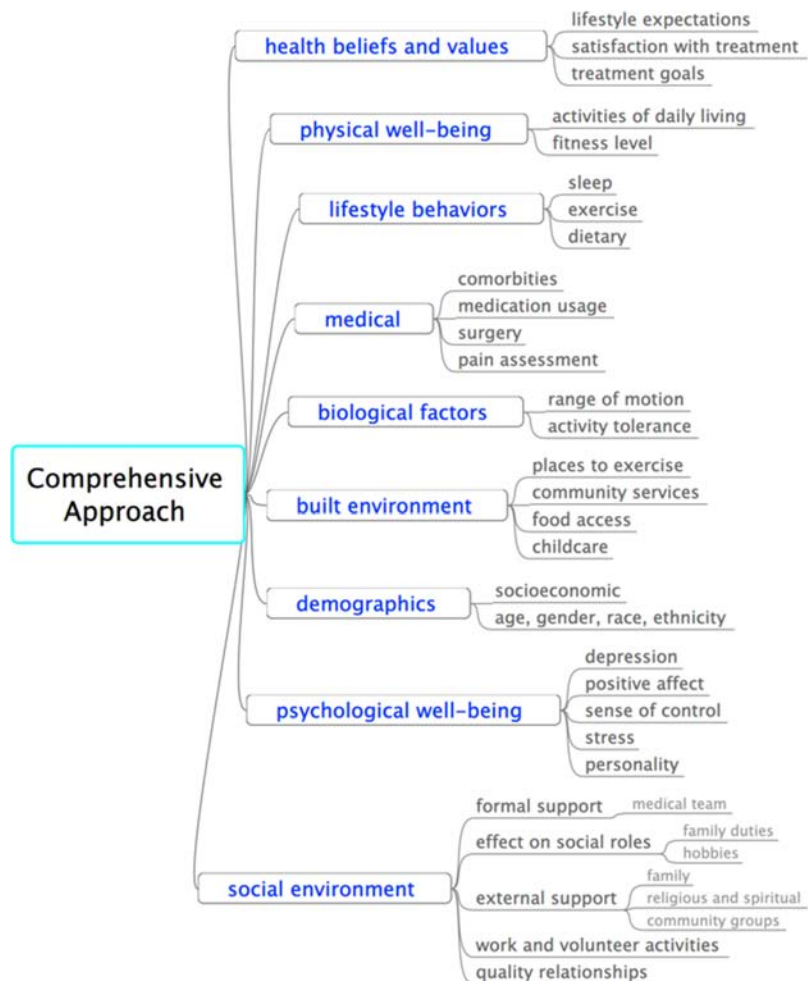 lifestyle expectations
health beliefs and values
satisfaction with treatment
treatment goals
activities of daily living
physical well-being
fitness level
sleep
lifestyle behaviors
exercise
dietary
comorbities
medical
medication usage
surgery
pain assessment
range of motion
biological factors
activity tolerance
Comprehensive
Approach
places to exercise
built environment
community services
food access
childcare
socioeconomic
demographics
age, gender, race, ethnicity
depression
positive affect
psychological well-being
sense of control
stress
personality
formal support
medical team
effect on social roles
family duties
hobbies
social environment
external support
family
religious and spiritual
community groups
work and volunteer activities
quality relationships